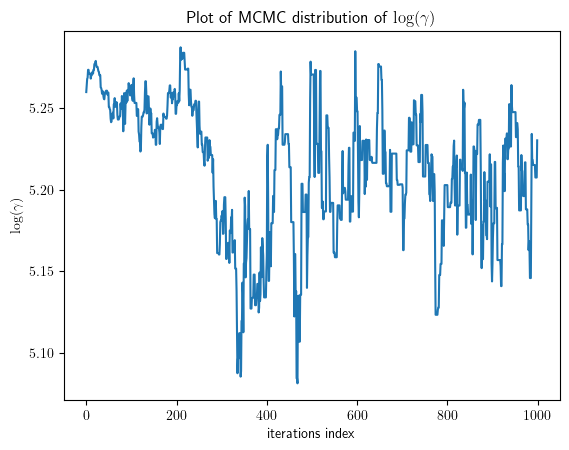 Plot of MCMC distribution of log(γ)
log(γ)
5.25
5.20
5.15
5.10
0 200 400 600 800 1000
iterations index